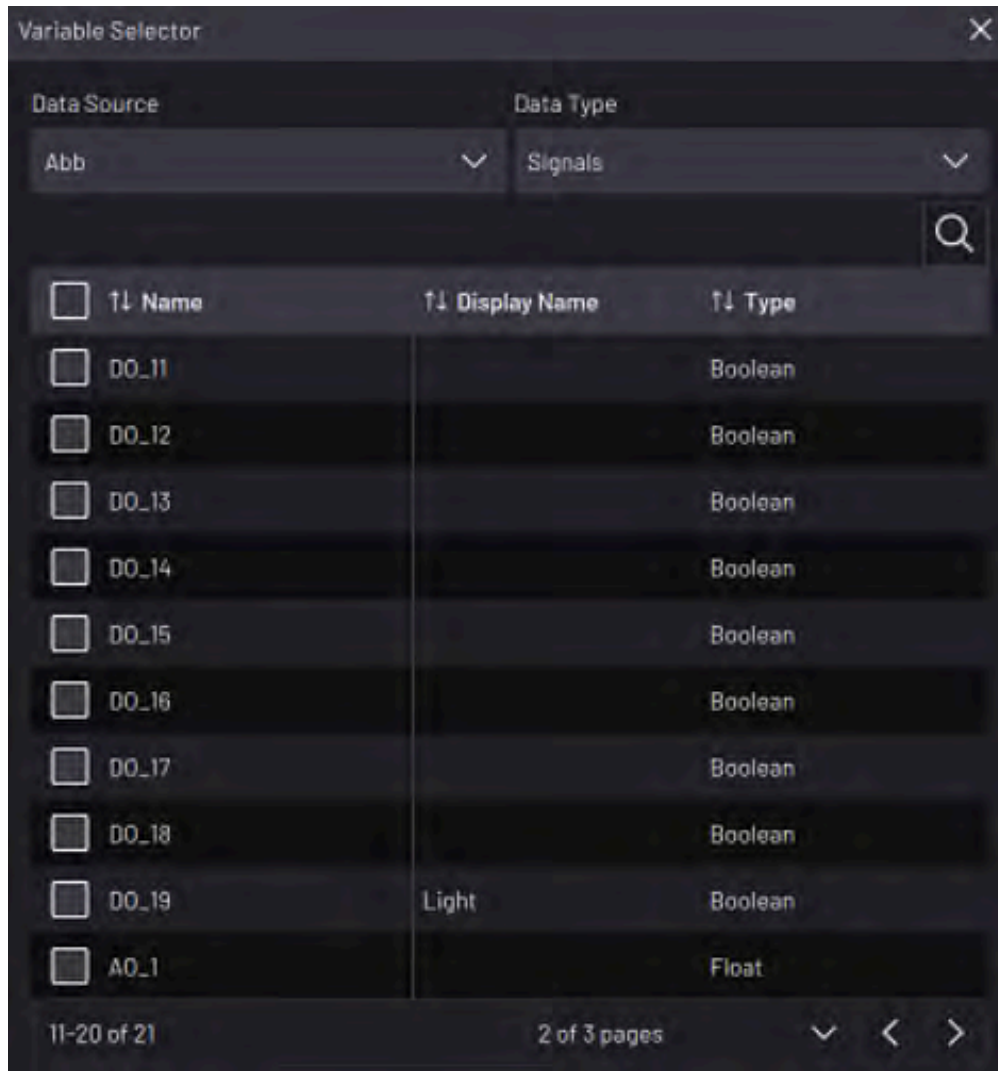 Variable Selector
Data Source Data Type
Abb Signals
Name Display Name Type
DO_11 Boolean
DO_12 Boolean
DO_13 Boolean
DO_14 Boolean
DO_15 Boolean
DO_16 Boolean
DO_17 Boolean
DO_18 Boolean
DO_19 Light Boolean
AO_1 Float
11-20 of 21 2 of 3 pages